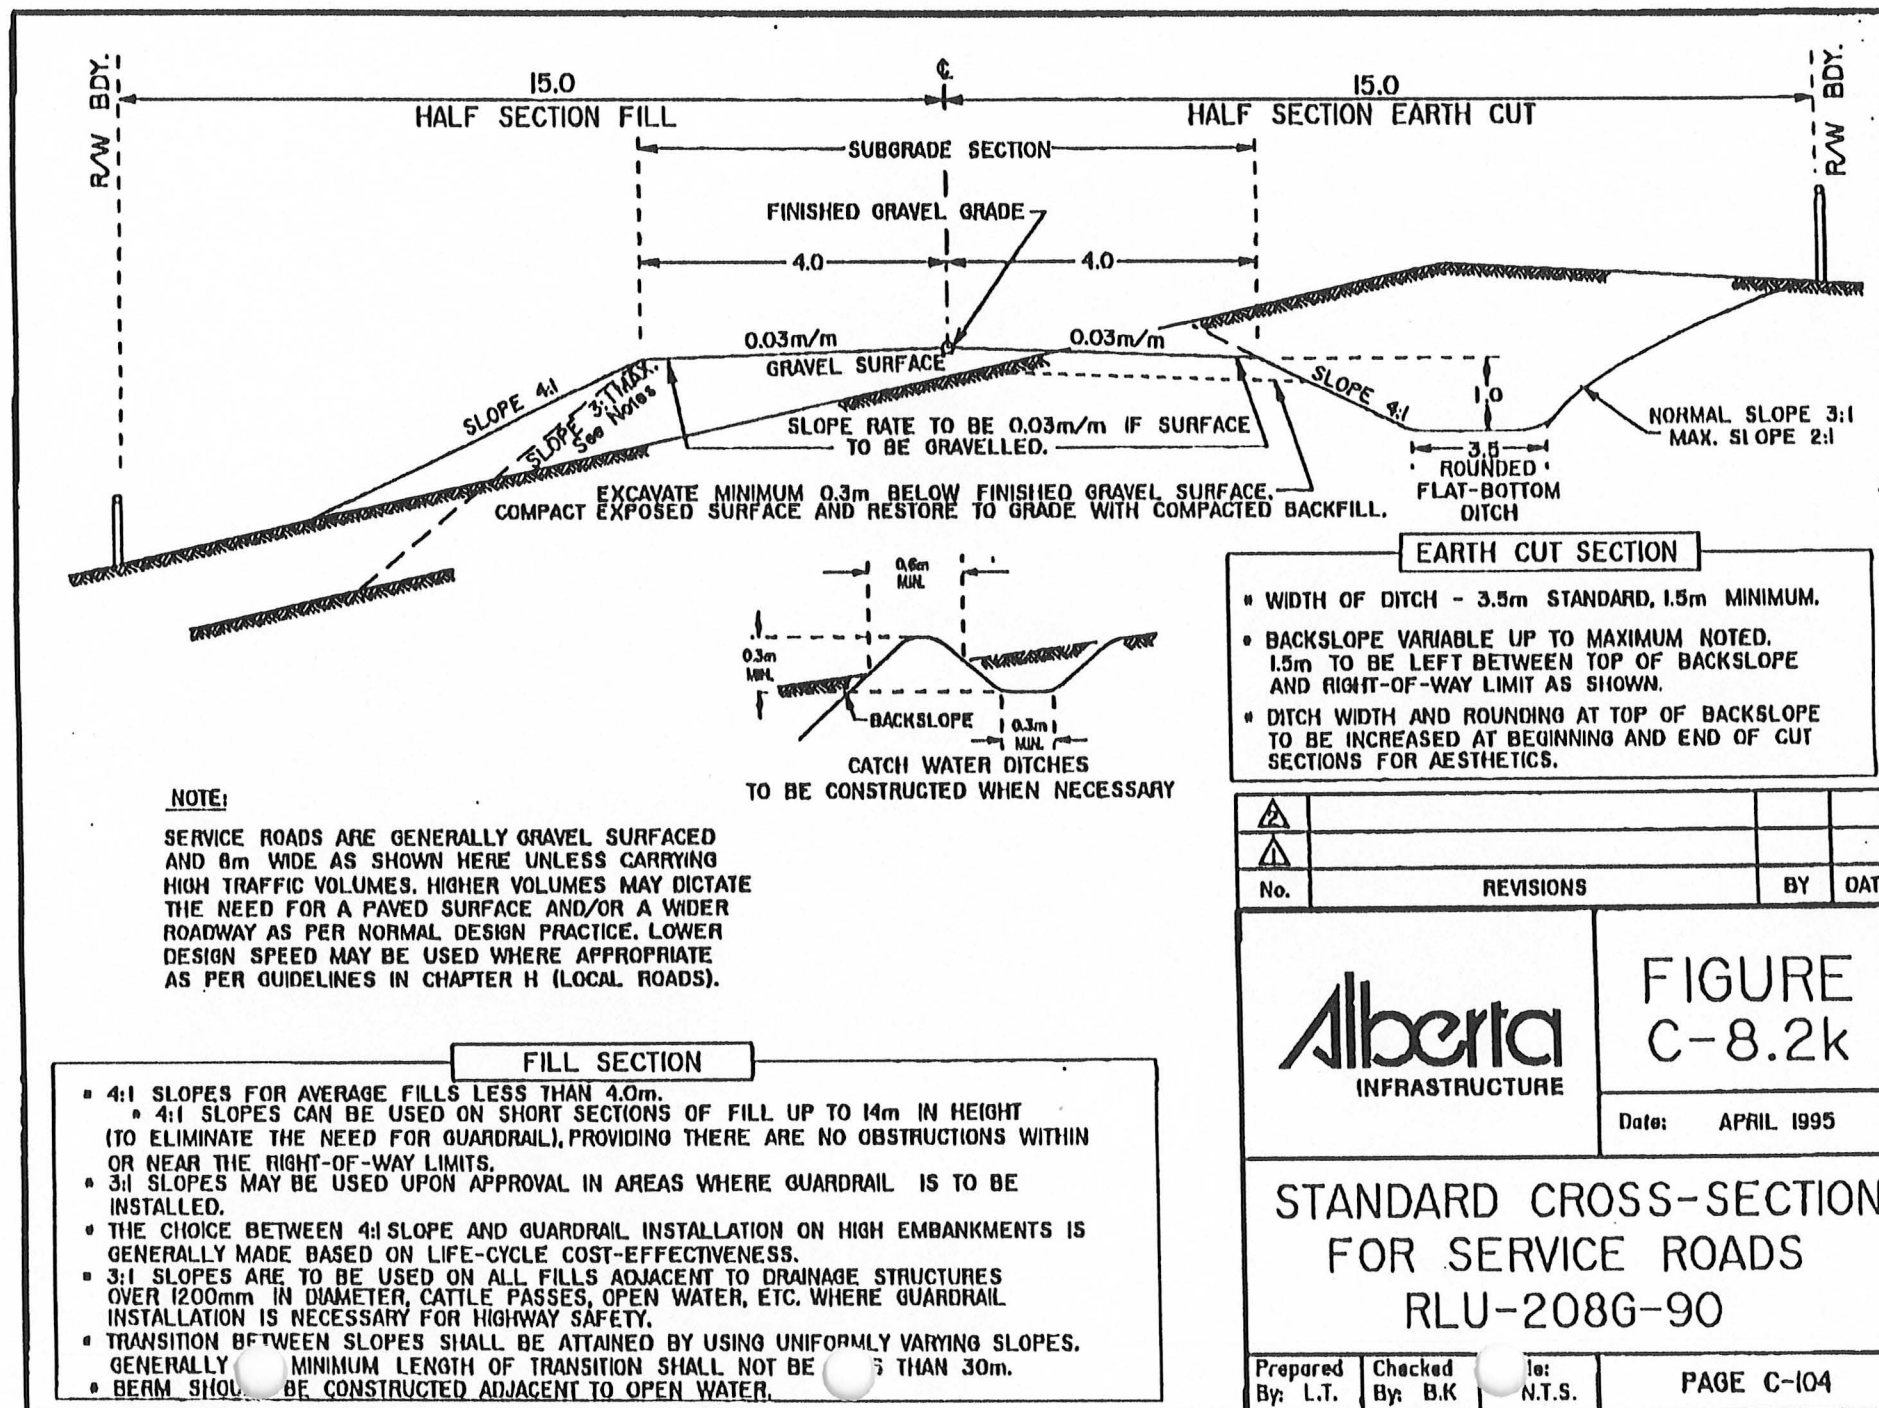 R/W BDY.
15.0
HALF SECTION FILL
℄
15.0
HALF SECTION EARTH CUT
R/W BDY.
SUBGRADE SECTION
FINISHED GRAVEL GRADE
4.0
4.0
0.03m/m
0.03m/m
GRAVEL SURFACE
SLOPE 4:1
SLOPE 3:1 MAX.
See Notes
SLOPE 4:1
1.0
NORMAL SLOPE 3:1
MAX. SLOPE 2:1
SLOPE RATE TO BE 0.03m/m IF SURFACE
TO BE GRAVELLED.
3.5
ROUNDED
FLAT-BOTTOM
DITCH
EXCAVATE MINIMUM 0.3m BELOW FINISHED GRAVEL SURFACE.
COMPACT EXPOSED SURFACE AND RESTORE TO GRADE WITH COMPACTED BACKFILL.
0.6m
MIN.
0.3m
MIN.
BACKSLOPE
0.3m
MIN.
CATCH WATER DITCHES
TO BE CONSTRUCTED WHEN NECESSARY
EARTH CUT SECTION
WIDTH OF DITCH - 3.5m STANDARD, 1.5m MINIMUM.
BACKSLOPE VARIABLE UP TO MAXIMUM NOTED.
1.5m TO BE LEFT BETWEEN TOP OF BACKSLOPE
AND RIGHT-OF-WAY LIMIT AS SHOWN.
DITCH WIDTH AND ROUNDING AT TOP OF BACKSLOPE
TO BE INCREASED AT BEGINNING AND END OF CUT
SECTIONS FOR AESTHETICS.
NOTE:
SERVICE ROADS ARE GENERALLY GRAVEL SURFACED
AND 8m WIDE AS SHOWN HERE UNLESS CARRYING
HIGH TRAFFIC VOLUMES. HIGHER VOLUMES MAY DICTATE
THE NEED FOR A PAVED SURFACE AND/OR A WIDER
ROADWAY AS PER NORMAL DESIGN PRACTICE. LOWER
DESIGN SPEED MAY BE USED WHERE APPROPRIATE
AS PER GUIDELINES IN CHAPTER H (LOCAL ROADS).
FILL SECTION
4:1 SLOPES FOR AVERAGE FILLS LESS THAN 4.0m.
4:1 SLOPES CAN BE USED ON SHORT SECTIONS OF FILL UP TO 14m IN HEIGHT
(TO ELIMINATE THE NEED FOR GUARDRAIL), PROVIDING THERE ARE NO OBSTRUCTIONS WITHIN
OR NEAR THE RIGHT-OF-WAY LIMITS.
3:1 SLOPES MAY BE USED UPON APPROVAL IN AREAS WHERE GUARDRAIL IS TO BE
INSTALLED.
THE CHOICE BETWEEN 4:1 SLOPE AND GUARDRAIL INSTALLATION ON HIGH EMBANKMENTS IS
GENERALLY MADE BASED ON LIFE-CYCLE COST-EFFECTIVENESS.
3:1 SLOPES ARE TO BE USED ON ALL FILLS ADJACENT TO DRAINAGE STRUCTURES
OVER 1200mm IN DIAMETER, CATTLE PASSES, OPEN WATER, ETC. WHERE GUARDRAIL
INSTALLATION IS NECESSARY FOR HIGHWAY SAFETY.
TRANSITION BETWEEN SLOPES SHALL BE ATTAINED BY USING UNIFORMLY VARYING SLOPES.
GENERALLY MINIMUM LENGTH OF TRANSITION SHALL NOT BE THAN 30m.
BERM BE CONSTRUCTED ADJACENT TO OPEN WATER.
2
1
No. REVISIONS BY DAT
Alberta
INFRASTRUCTURE
FIGURE
C-8.2k
Date: APRIL 1995
STANDARD CROSS-SECTION
FOR SERVICE ROADS
RLU-208G-90
Prepared
By: L.T.
Checked
By: B.K
N.T.S.
PAGE C-104